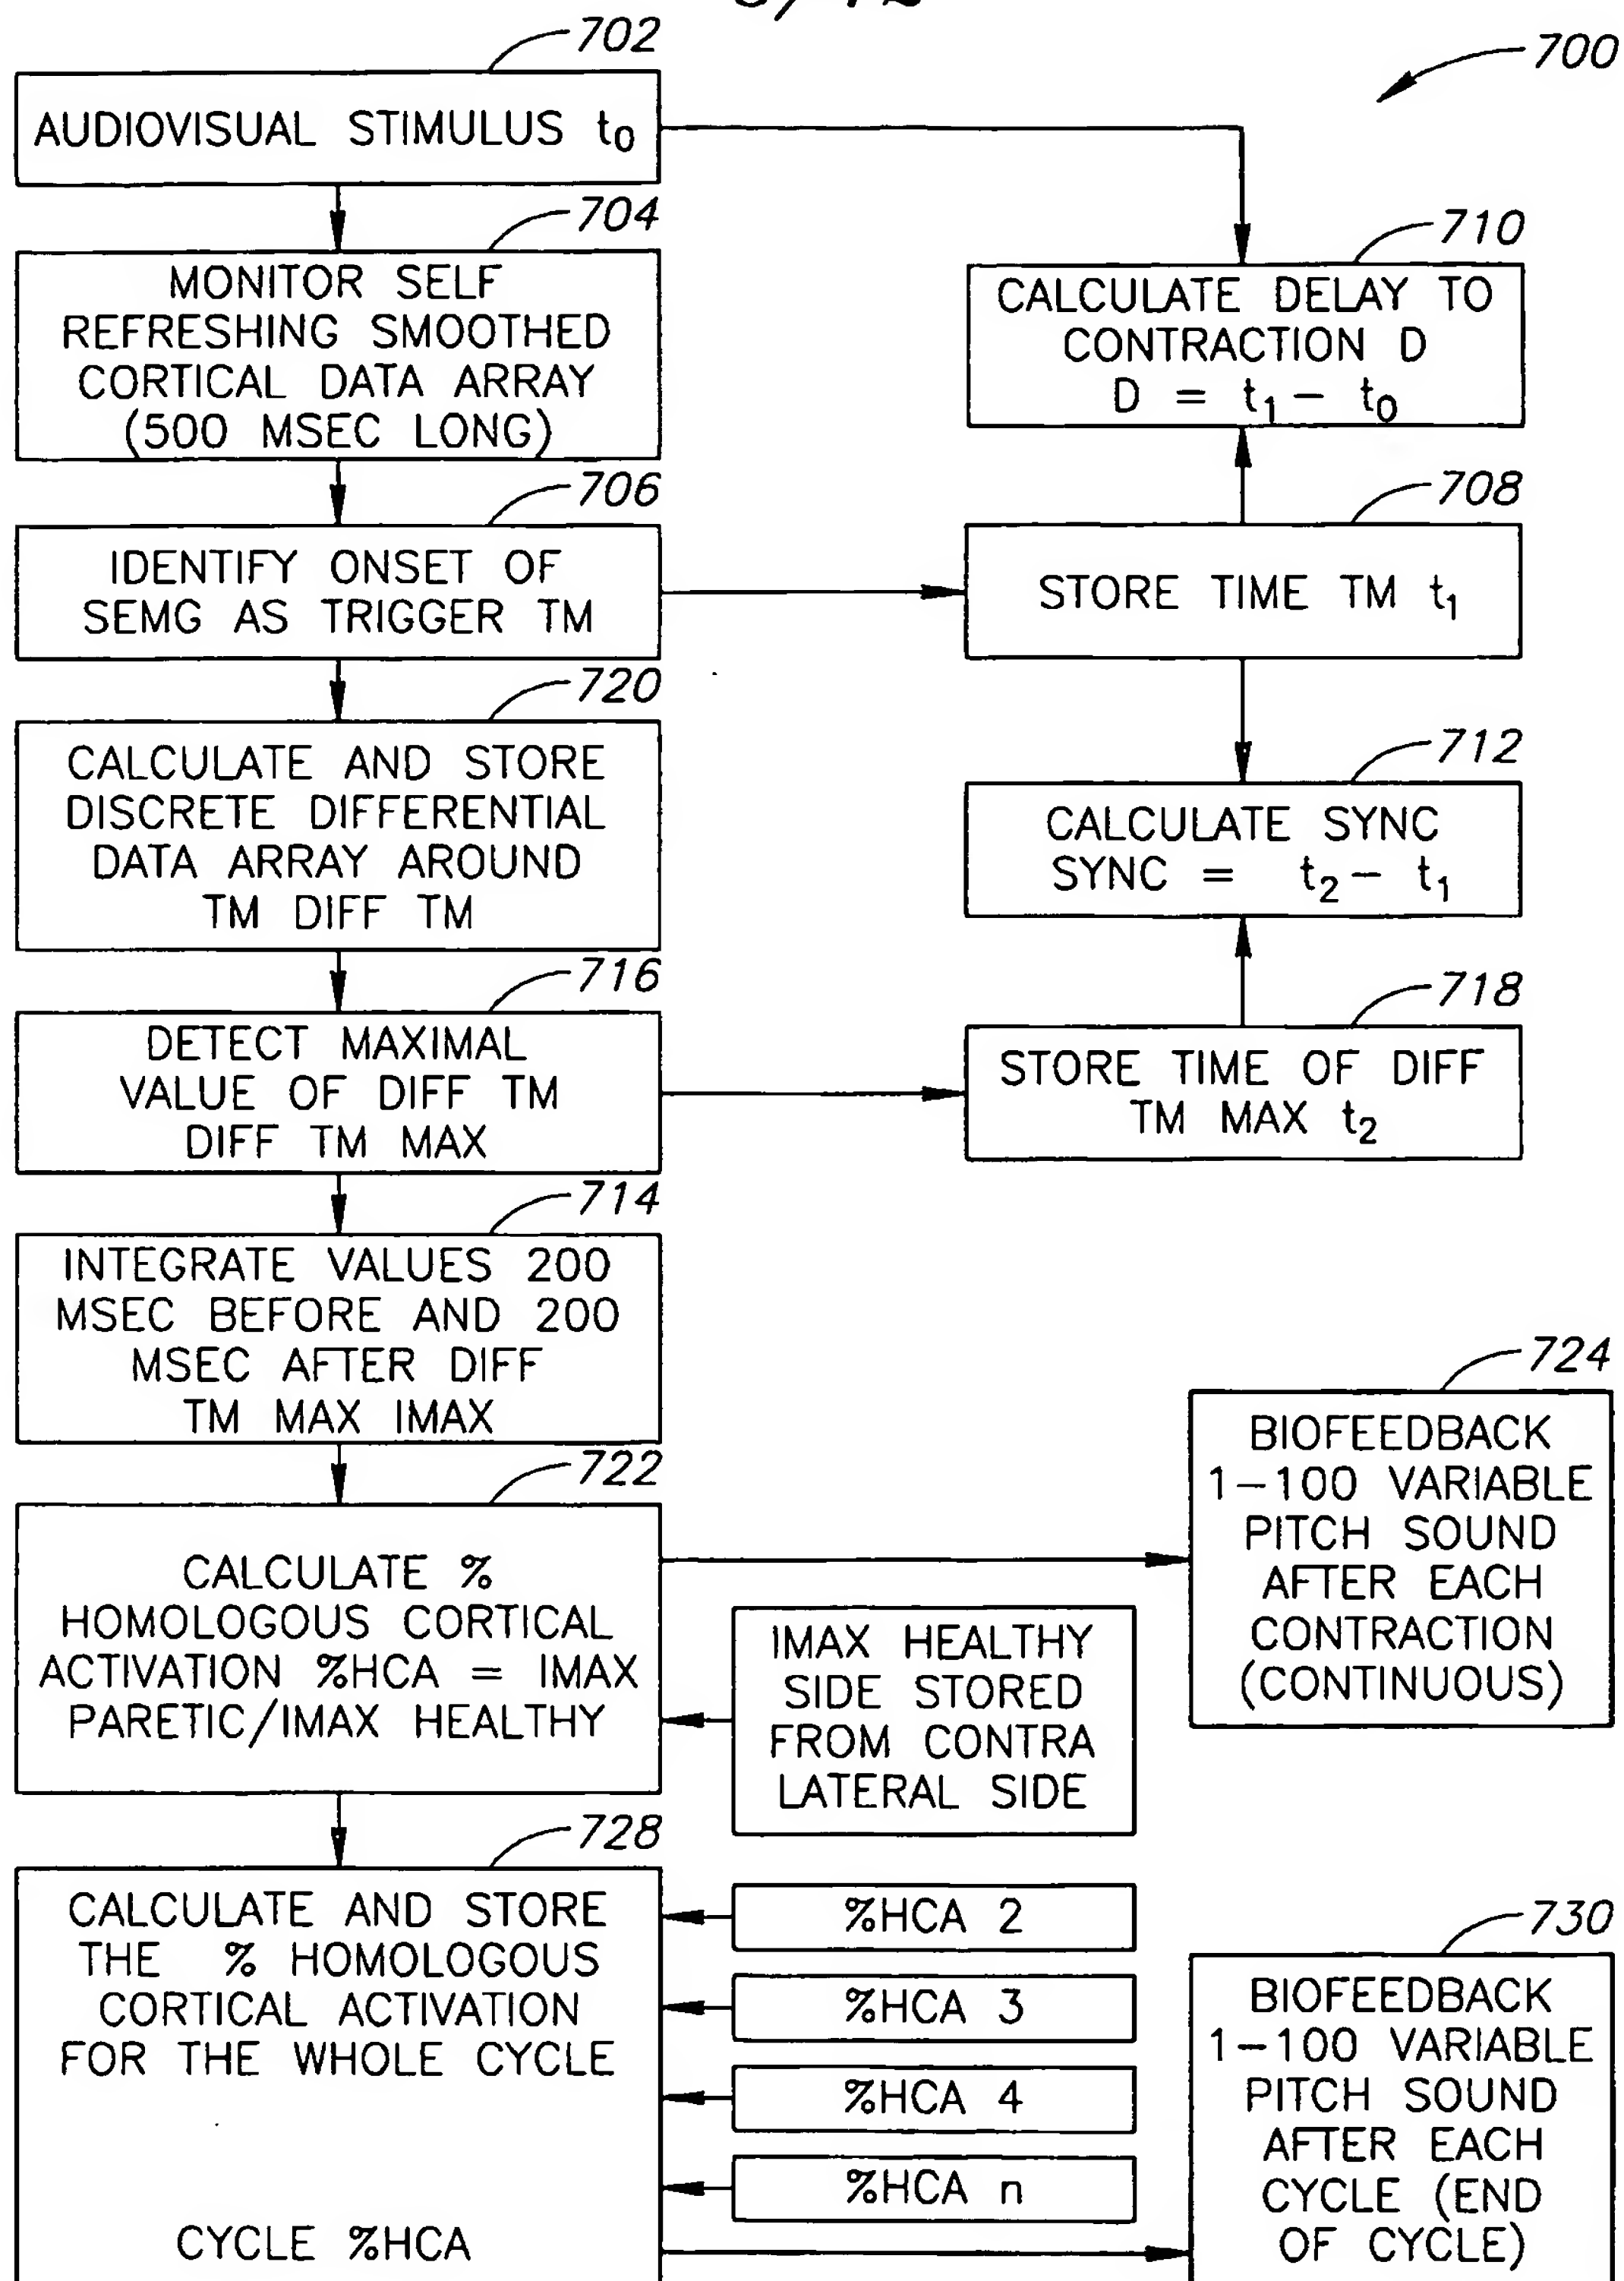 702
700
AUDIOVISUAL STIMULUS t₀
704
MONITOR SELF
REFRESHING SMOOTHED
CORTICAL DATA ARRAY
(500 MSEC LONG)
710
CALCULATE DELAY TO
CONTRACTION D
D = t₁ – t₀
706
IDENTIFY ONSET OF
SEMG AS TRIGGER TM
708
STORE TIME TM t₁
720
CALCULATE AND STORE
DISCRETE DIFFERENTIAL
DATA ARRAY AROUND
TM DIFF TM
712
CALCULATE SYNC
SYNC = t₂ – t₁
716
DETECT MAXIMAL
VALUE OF DIFF TM
DIFF TM MAX
718
STORE TIME OF DIFF
TM MAX t₂
714
INTEGRATE VALUES 200
MSEC BEFORE AND 200
MSEC AFTER DIFF
TM MAX IMAX
722
CALCULATE %
HOMOLOGOUS CORTICAL
ACTIVATION %HCA = IMAX
PARETIC/IMAX HEALTHY
724
BIOFEEDBACK
1–100 VARIABLE
PITCH SOUND
AFTER EACH
CONTRACTION
(CONTINUOUS)
IMAX HEALTHY
SIDE STORED
FROM CONTRA
LATERAL SIDE
728
CALCULATE AND STORE
THE % HOMOLOGOUS
CORTICAL ACTIVATION
FOR THE WHOLE CYCLE
CYCLE %HCA
%HCA 2
%HCA 3
%HCA 4
%HCA n
730
BIOFEEDBACK
1–100 VARIABLE
PITCH SOUND
AFTER EACH
CYCLE (END
OF CYCLE)